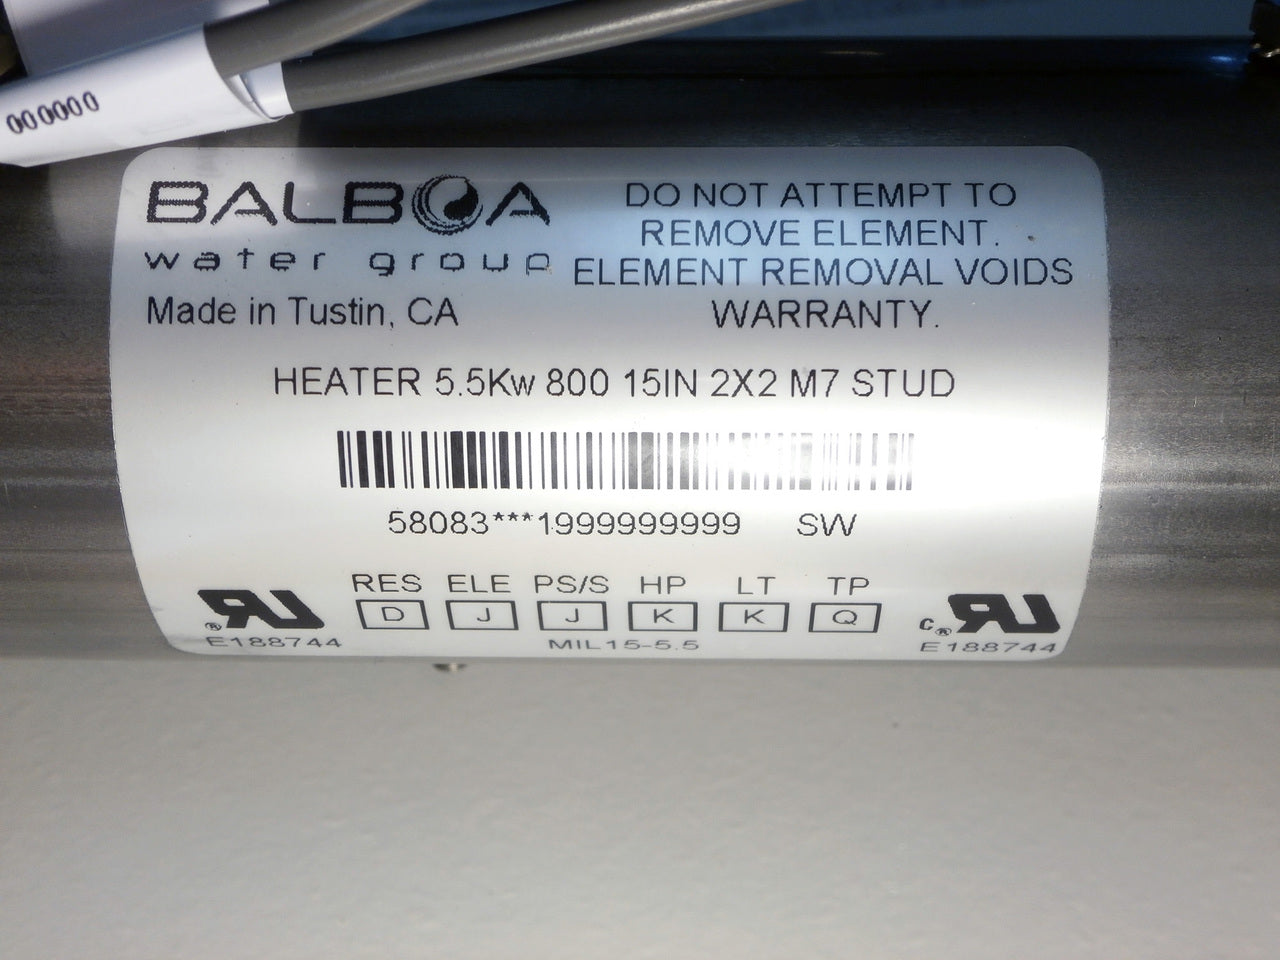 000000
BALBOA
water group
Made in Tustin, CA
DO NOT ATTEMPT TO
REMOVE ELEMENT.
ELEMENT REMOVAL VOIDS
WARRANTY.
HEATER 5.5Kw 800 15IN 2X2 M7 STUD
58083***1999999999 SW
RES ELE PS/S HP LT TP
D J J K K Q
RU® E188744
MIL15-5.5
c RU® E188744